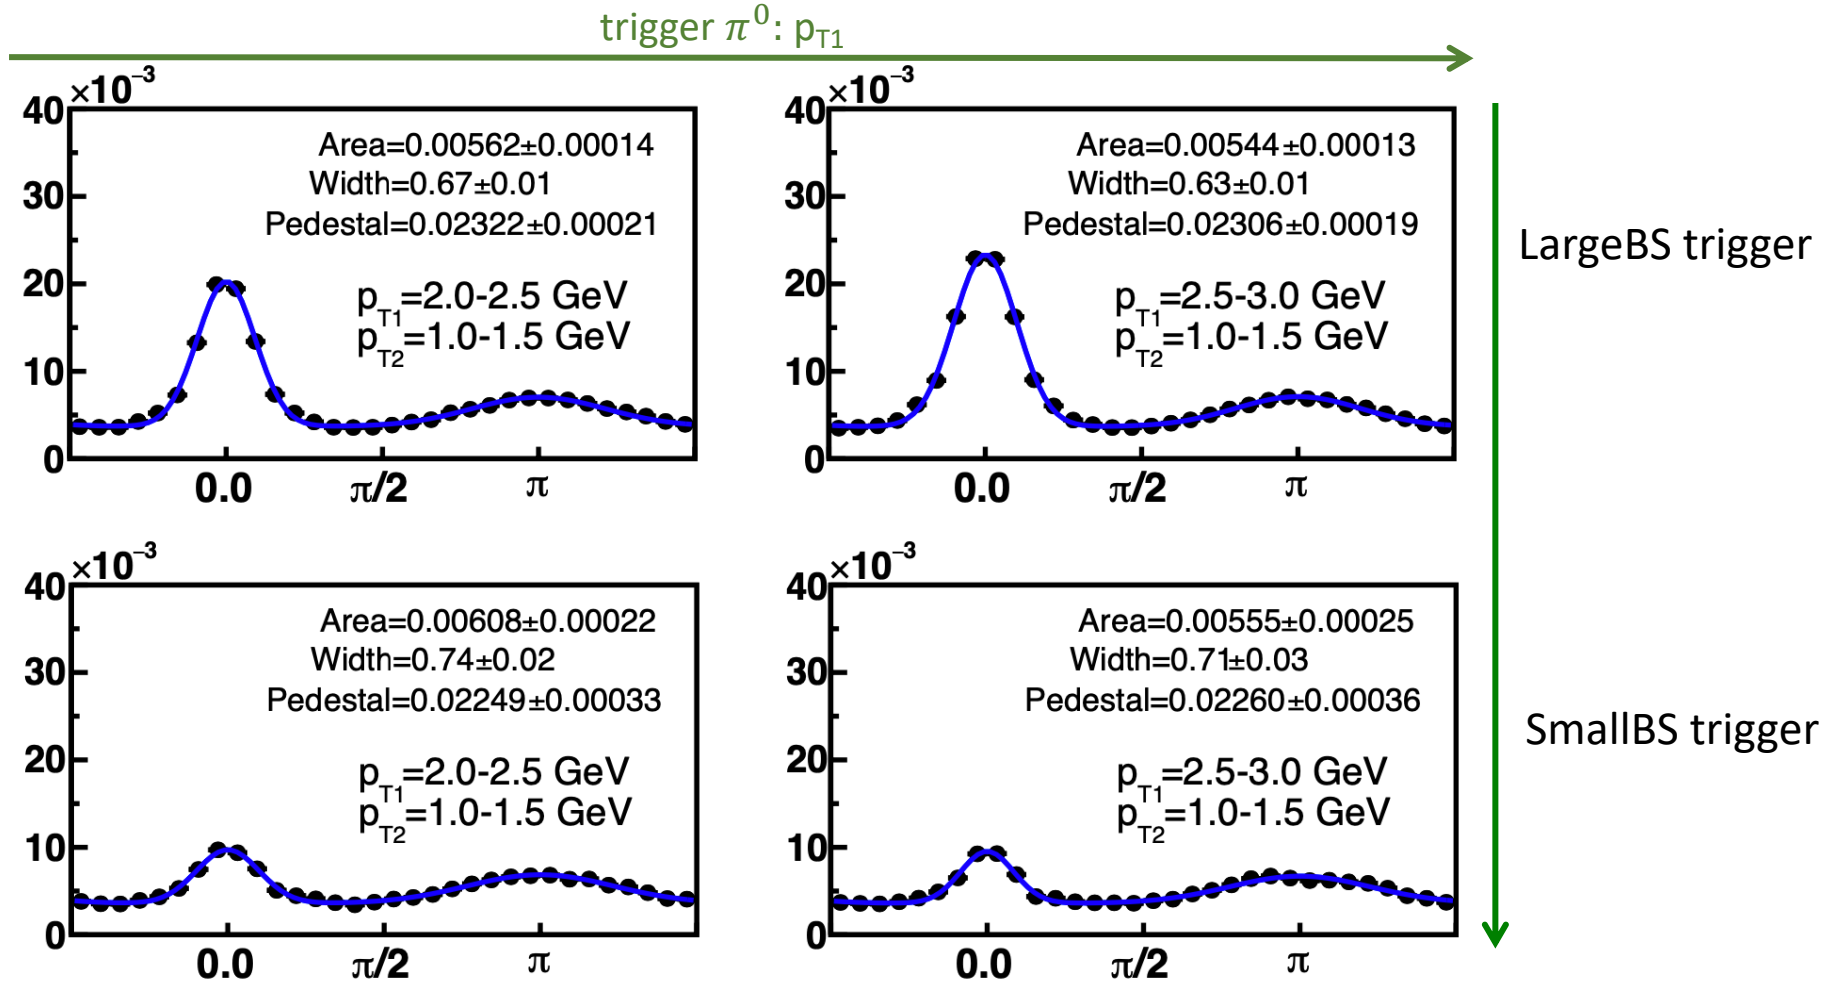 trigger π⁰: pT1
×10⁻³
40
30
20
10
0
0.0 π/2 π
Area=0.00562±0.00014
Width=0.67±0.01
Pedestal=0.02322±0.00021
pT1=2.0-2.5 GeV
pT2=1.0-1.5 GeV
×10⁻³
40
30
20
10
0
0.0 π/2 π
Area=0.00544±0.00013
Width=0.63±0.01
Pedestal=0.02306±0.00019
pT1=2.5-3.0 GeV
pT2=1.0-1.5 GeV
LargeBS trigger
×10⁻³
40
30
20
10
0
0.0 π/2 π
Area=0.00608±0.00022
Width=0.74±0.02
Pedestal=0.02249±0.00033
pT1=2.0-2.5 GeV
pT2=1.0-1.5 GeV
×10⁻³
40
30
20
10
0
0.0 π/2 π
Area=0.00555±0.00025
Width=0.71±0.03
Pedestal=0.02260±0.00036
pT1=2.5-3.0 GeV
pT2=1.0-1.5 GeV
SmallBS trigger